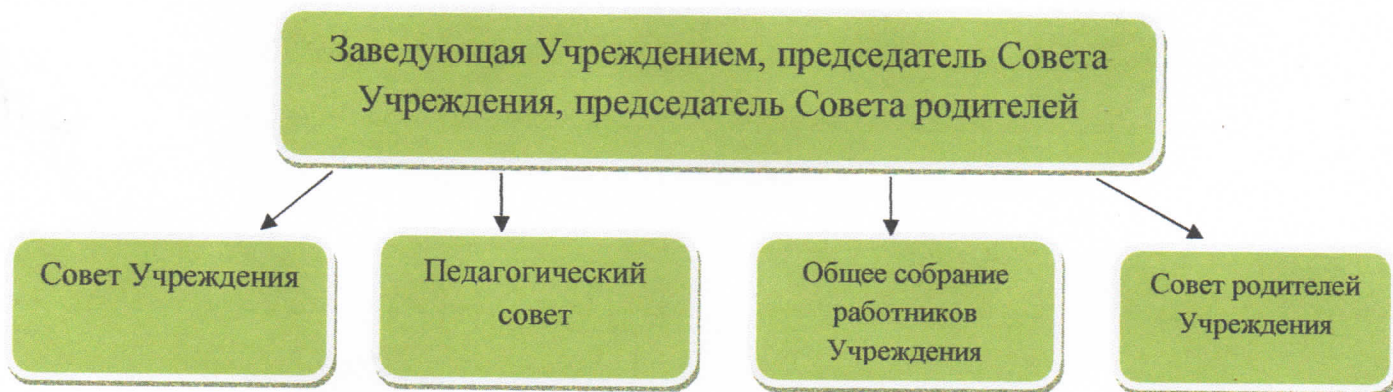 Заведующая Учреждением, председатель Совета
Учреждения, председатель Совета родителей
Совет Учреждения
Педагогический
совет
Общее собрание
работников
Учреждения
Совет родителей
Учреждения